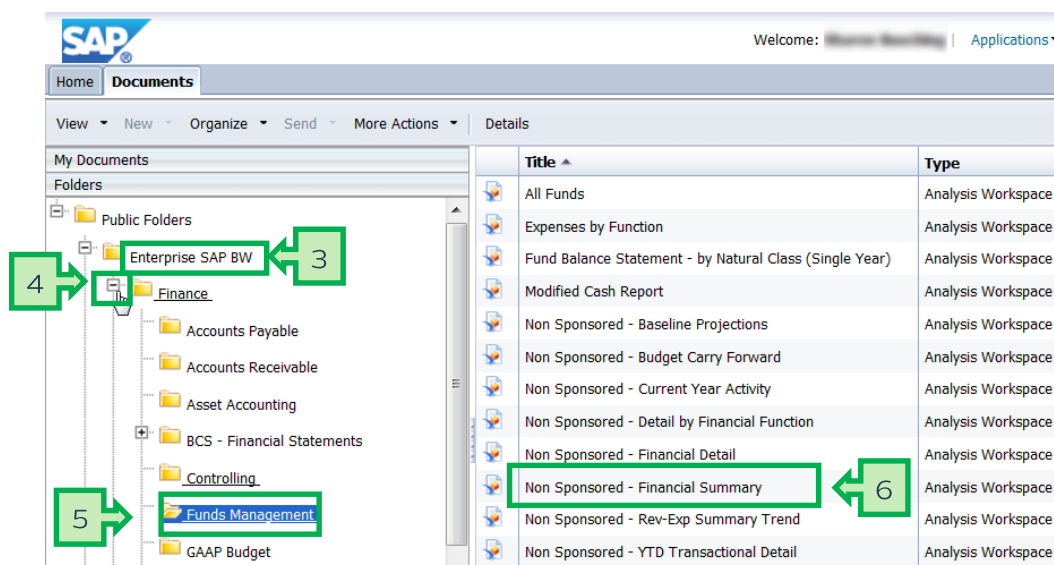 SAP
®
Welcome: | Applications
Home Documents
View New Organize Send More Actions Details
My Documents
Folders
Public Folders
Enterprise SAP BW
3
4
Finance
Accounts Payable
Accounts Receivable
Asset Accounting
BCS - Financial Statements
Controlling
5
Funds Management
GAAP Budget
Title Type
All Funds Analysis Workspace
Expenses by Function Analysis Workspace
Fund Balance Statement - by Natural Class (Single Year) Analysis Workspace
Modified Cash Report Analysis Workspace
Non Sponsored - Baseline Projections Analysis Workspace
Non Sponsored - Budget Carry Forward Analysis Workspace
Non Sponsored - Current Year Activity Analysis Workspace
Non Sponsored - Detail by Financial Function Analysis Workspace
Non Sponsored - Financial Detail Analysis Workspace
Non Sponsored - Financial Summary 6 Analysis Workspace
Non Sponsored - Rev-Exp Summary Trend Analysis Workspace
Non Sponsored - YTD Transactional Detail Analysis Workspace